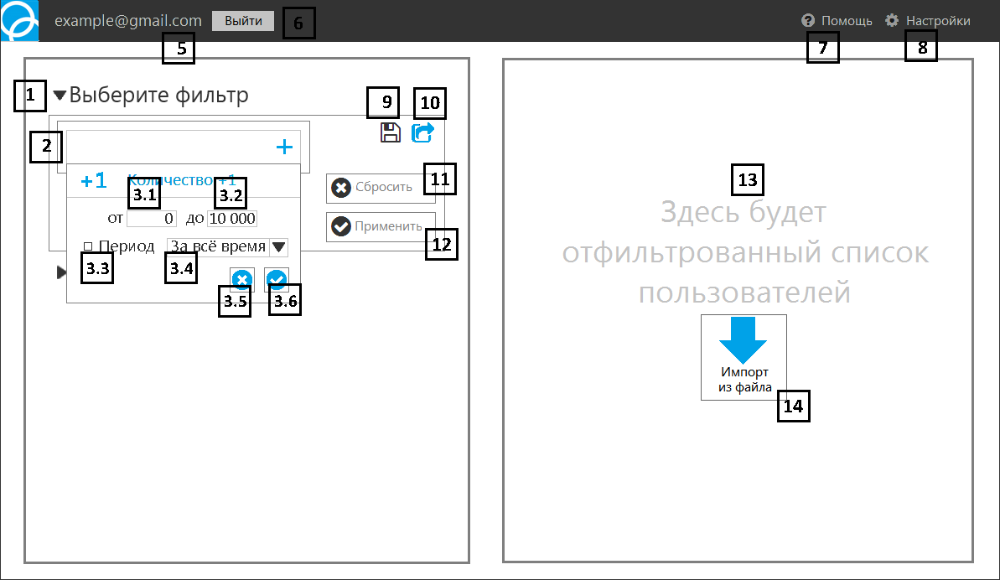 example@gmail.com Выйти 6 Помощь Настройки
5 7 8
1 Выберите фильтр 9 10
2 +
+1 Количество +1 11 Сбросить
3.1 3.2
от 0 до 10 000 Применить
Период За всё время 12
3.3 3.4
3.5 3.6
13
Здесь будет
отфильтрованный список
пользователей
Импорт
из файла
14